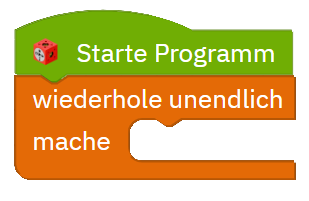 Starte Programm
wiederhole unendlich
mache